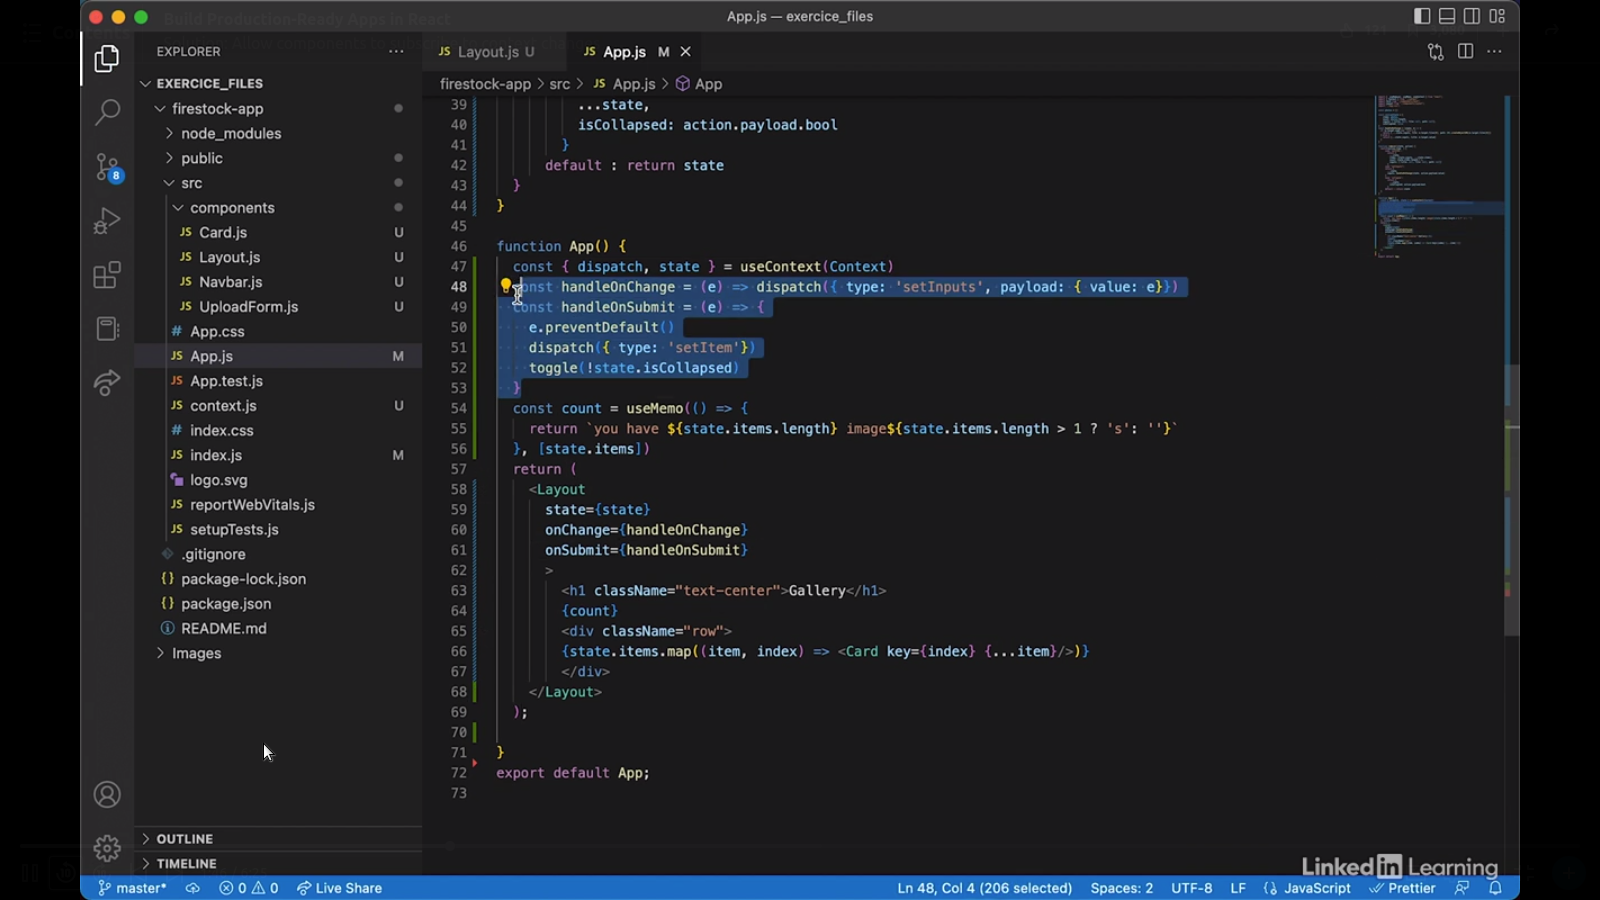 App.js — exercice_files
EXPLORER
Layout.js U
App.js M
EXERCICE_FILES
firestock-app > src > JS App.js > App
firestock-app
node_modules
public
src
components
JS Card.js U
JS Layout.js U
JS Navbar.js U
JS UploadForm.js U
# App.css
JS App.js M
JS App.test.js
JS context.js U
# index.css
JS index.js M
logo.svg
JS reportWebVitals.js
JS setupTests.js
.gitignore
{} package-lock.json
{} package.json
README.md
Images
OUTLINE
TIMELINE
8
39 ...state,
40 isCollapsed: action.payload.bool
41 }
42 default : return state
43 }
44 }
45
46 function App() {
47 const { dispatch, state } = useContext(Context)
48 const handleOnChange = (e) => dispatch({ type: 'setInputs', payload: { value: e}})
49 const handleOnSubmit = (e) => {
50 e.preventDefault()
51 dispatch({ type: 'setItem'})
52 toggle(!state.isCollapsed)
53 }
54 const count = useMemo(() => {
55 return `you have ${state.items.length} image${state.items.length > 1 ? 's': ''}`
56 }, [state.items])
57 return (
58 <Layout
59 state={state}
60 onChange={handleOnChange}
61 onSubmit={handleOnSubmit}
62 >
63 <h1 className="text-center">Gallery</h1>
64 {count}
65 <div className="row">
66 {state.items.map((item, index) => <Card key={index} {...item}/>)}
67 </div>
68 </Layout>
69 );
70
71 }
72 export default App;
73
LinkedIn Learning
master* 0 0 Live Share Ln 48, Col 4 (206 selected) Spaces: 2 UTF-8 LF {} JavaScript Prettier